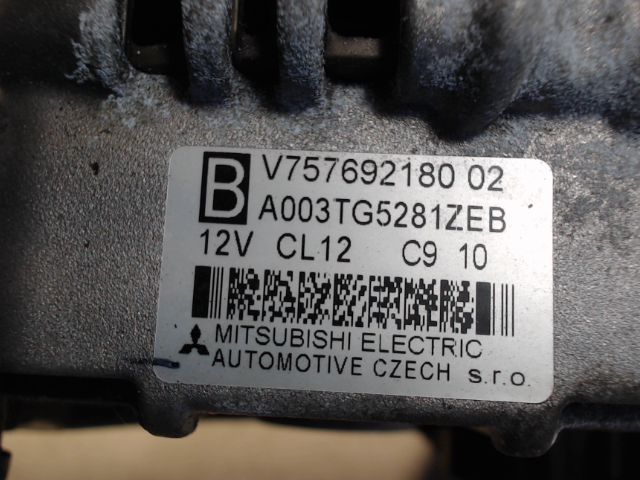 B V757692180 02
A003TG5281ZEB
12V CL12 C9 10
MITSUBISHI ELECTRIC
AUTOMOTIVE CZECH s.r.o.